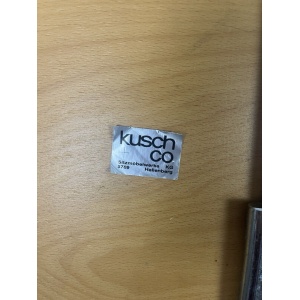 kusch
co
Sitzmöbelwerke KG
5789 Hallenberg